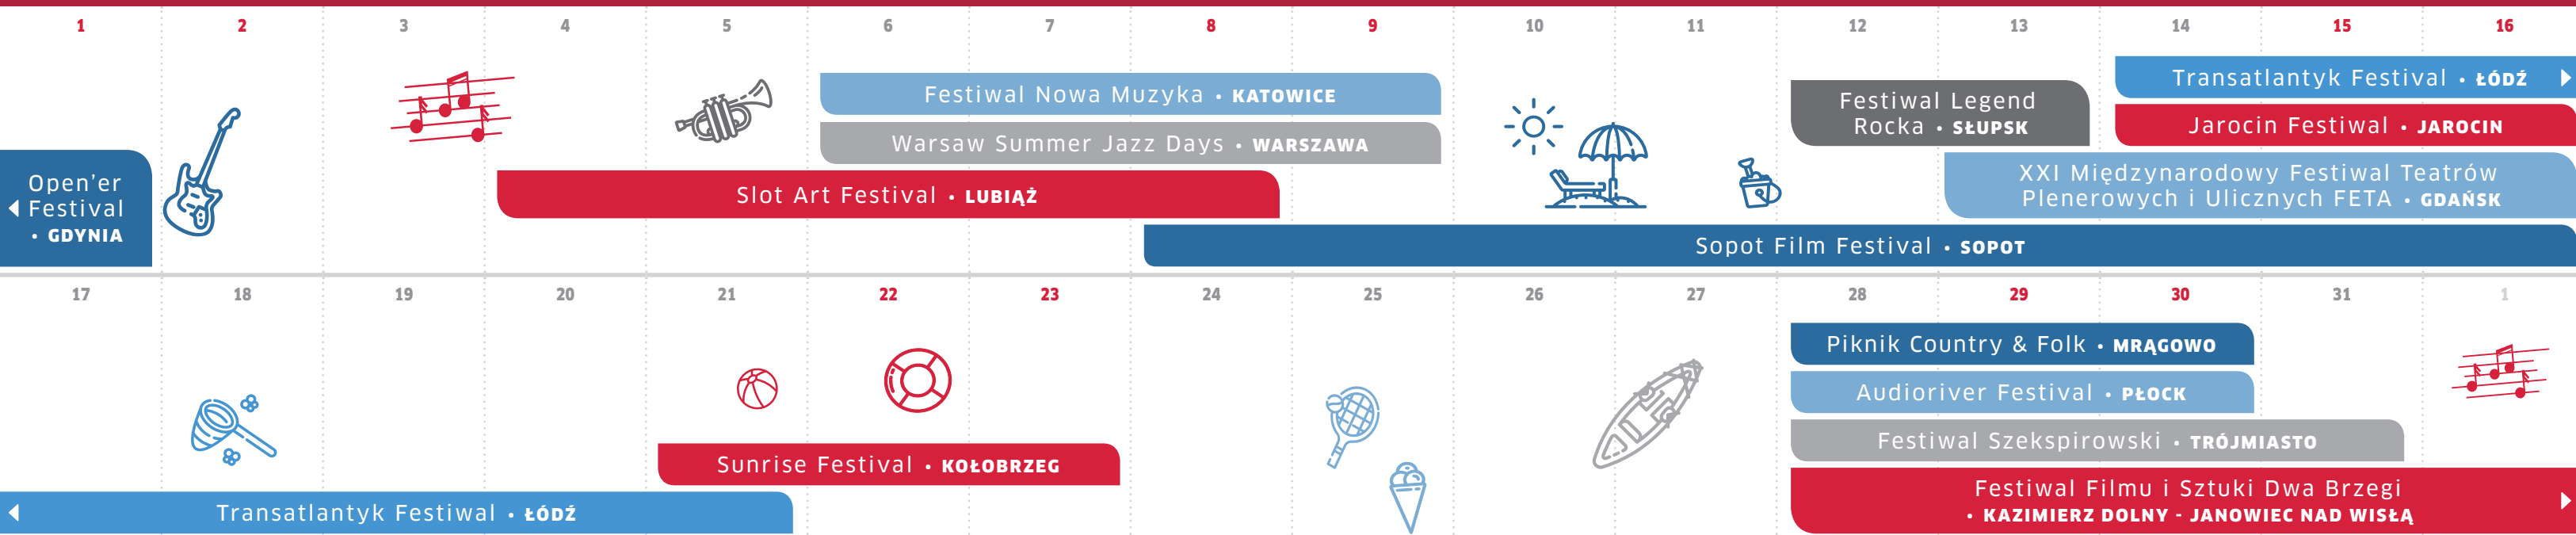 1 2 3 4 5 6 7 8 9 10 11 12 13 14 15 16
Transatlantyk Festival • ŁÓDŹ
Festiwal Nowa Muzyka • KATOWICE
Festiwal Legend
Rocka • SŁUPSK
Jarocin Festiwal • JAROCIN
Warsaw Summer Jazz Days • WARSZAWA
Open’er
Festival
• GDYNIA
Slot Art Festival • LUBIĄŻ
XXI Międzynarodowy Festiwal Teatrów
Plenerowych i Ulicznych FETA • GDAŃSK
Sopot Film Festival • SOPOT
17 18 19 20 21 22 23 24 25 26 27 28 29 30 31 1
Piknik Country & Folk • MRĄGOWO
Audioriver Festival • PŁOCK
Festiwal Szekspirowski • TRÓJMIASTO
Sunrise Festival • KOŁOBRZEG
Festiwal Filmu i Sztuki Dwa Brzegi
• KAZIMIERZ DOLNY - JANOWIEC NAD WISŁĄ
Transatlantyk Festiwal • ŁÓDŹ